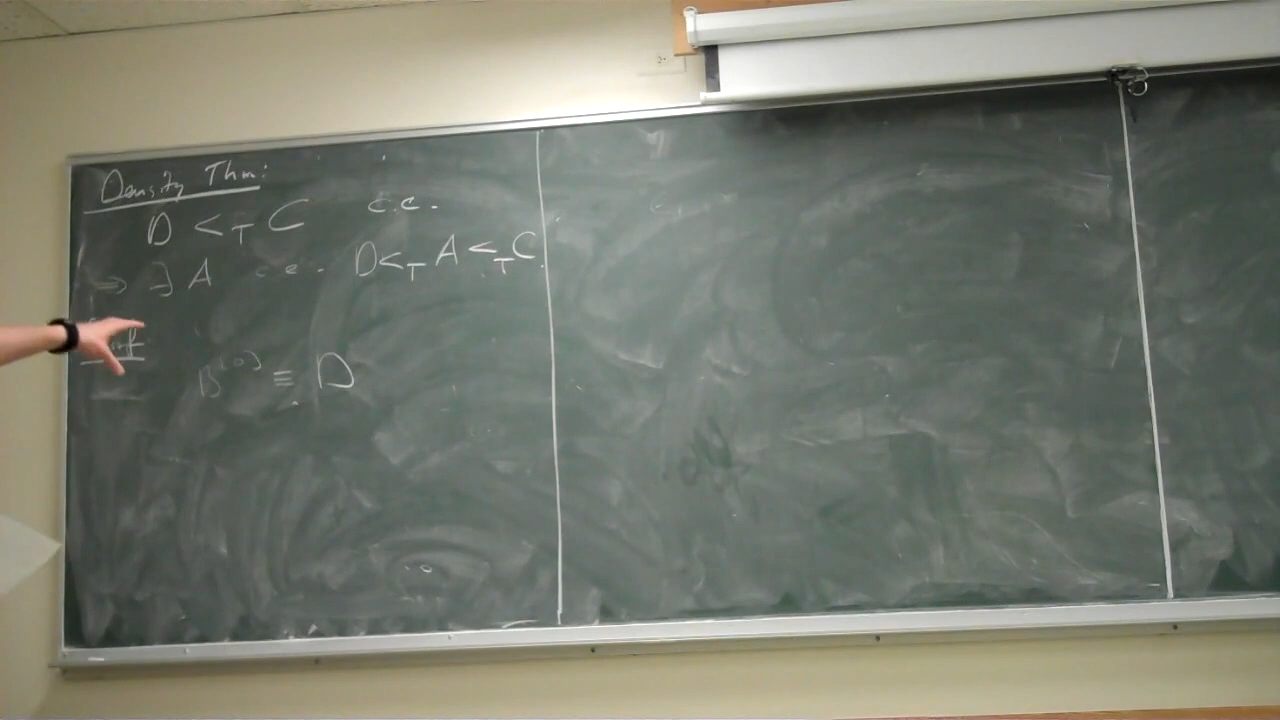 Density Thm:
D <_T C c.e.
⇒ ∃ A c.e. D <_T A <_T C.
B^[0] ≡ D